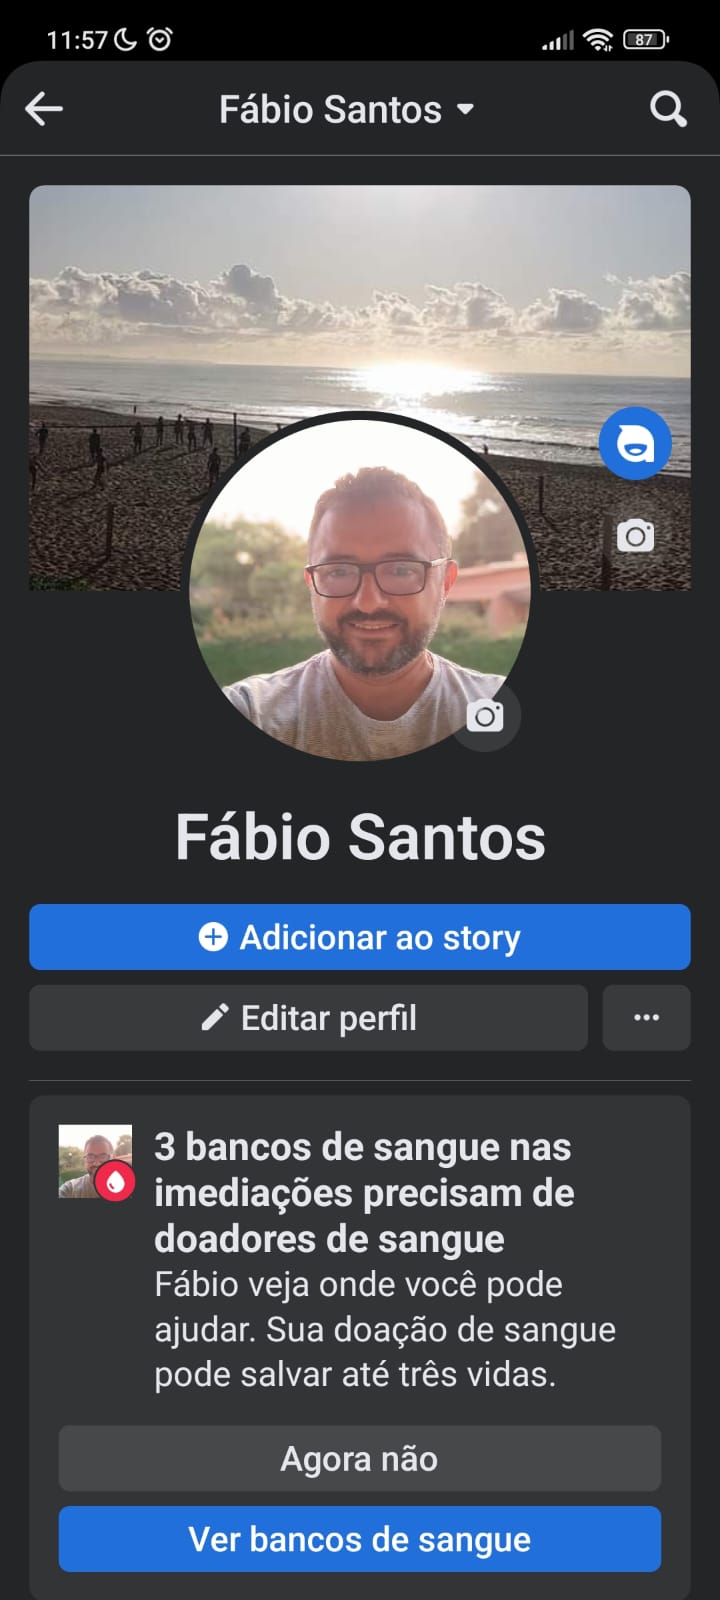 11:57
87
Fábio Santos
Fábio Santos
Adicionar ao story
Editar perfil
3 bancos de sangue nas
imediações precisam de
doadores de sangue
Fábio veja onde você pode
ajudar. Sua doação de sangue
pode salvar até três vidas.
Agora não
Ver bancos de sangue